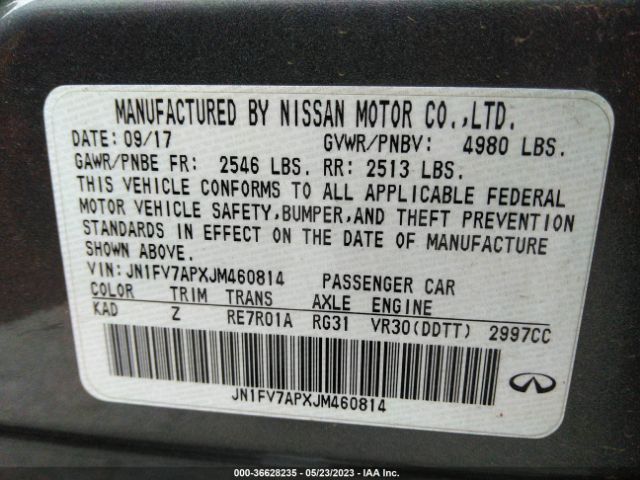 MANUFACTURED BY NISSAN MOTOR CO.,LTD.
DATE: 09/17 GVWR/PNBV: 4980 LBS.
GAWR/PNBE FR: 2546 LBS. RR: 2513 LBS.
THIS VEHICLE CONFORMS TO ALL APPLICABLE FEDERAL
MOTOR VEHICLE SAFETY,BUMPER,AND THEFT PREVENTION
STANDARDS IN EFFECT ON THE DATE OF MANUFACTURE
SHOWN ABOVE.
VIN: JN1FV7APXJM460814 PASSENGER CAR
COLOR TRIM TRANS AXLE ENGINE
KAD Z RE7R01A RG31 VR30(DDTT) 2997CC
JN1FV7APXJM460814
000-36628235 - 05/23/2023 - IAA Inc.